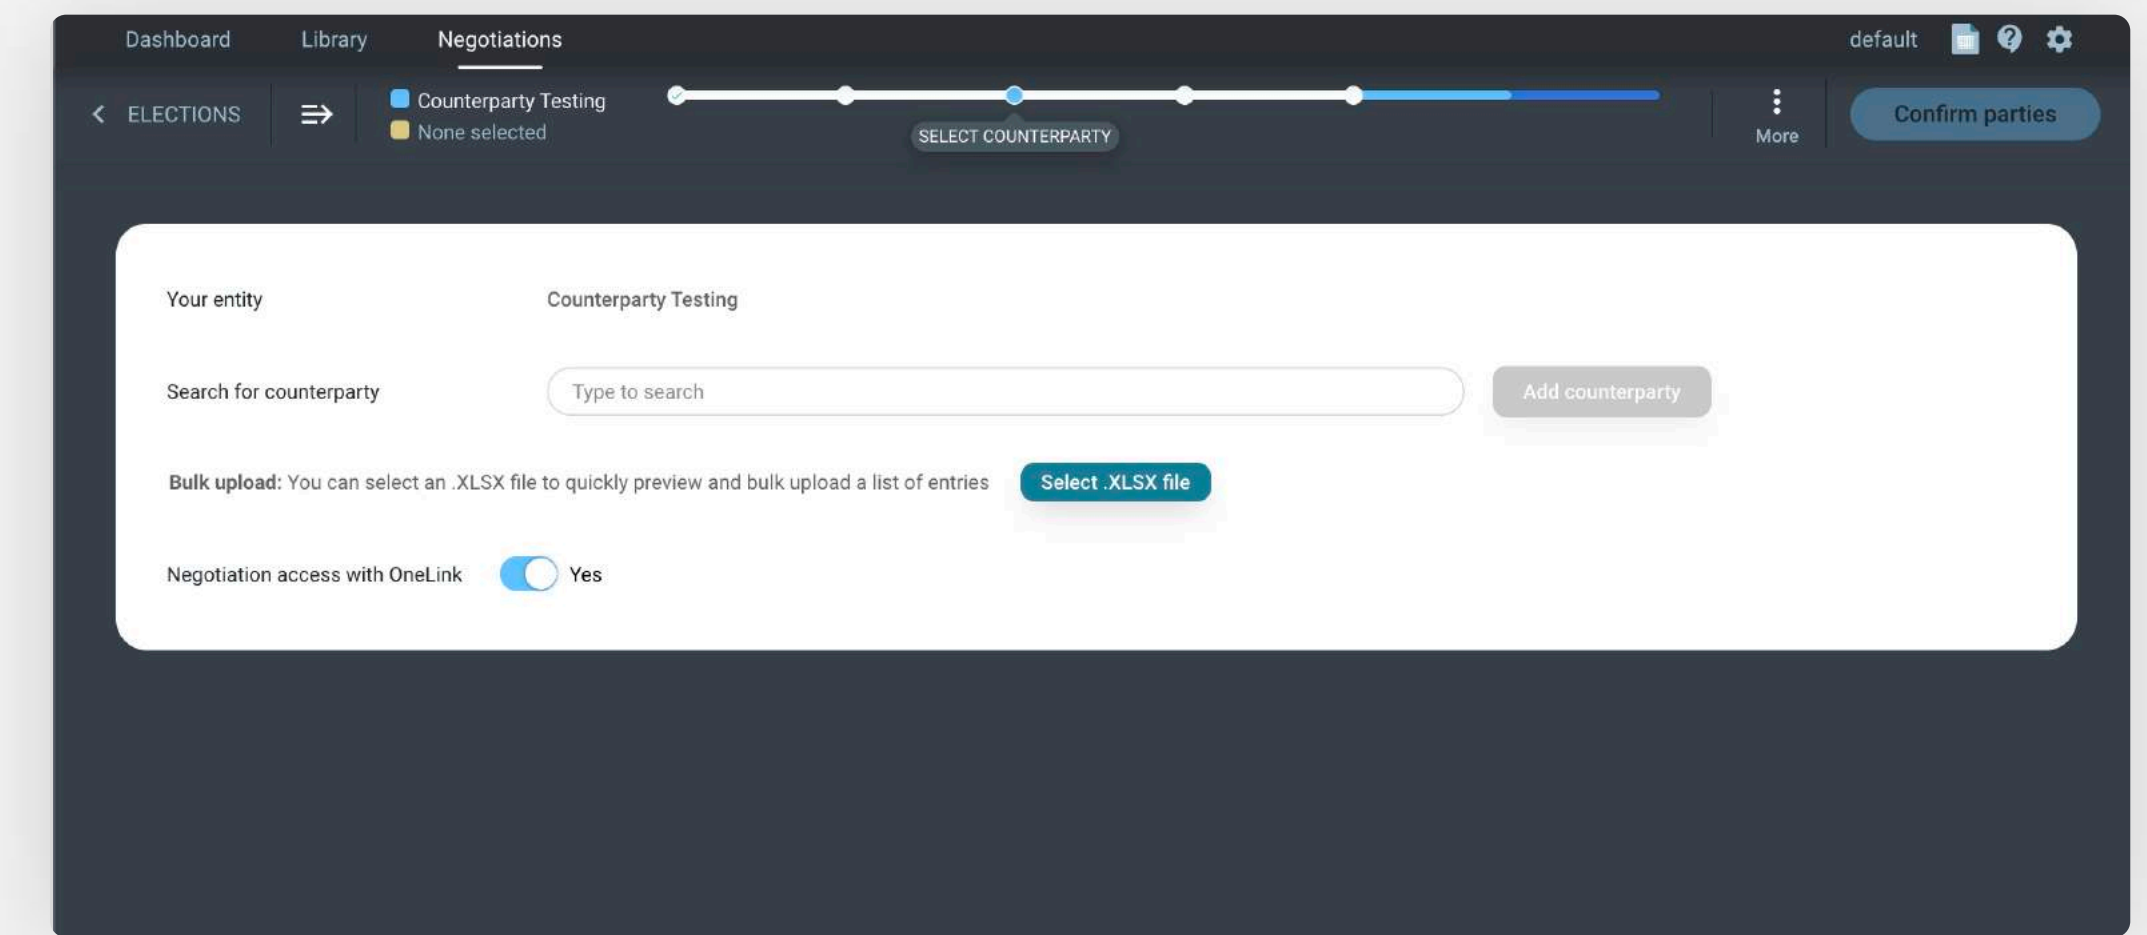 Dashboard Library Negotiations default
ELECTIONS
Counterparty Testing
None selected
SELECT COUNTERPARTY
More
Confirm parties
Your entity Counterparty Testing
Search for counterparty Type to search Add counterparty
Bulk upload: You can select an .XLSX file to quickly preview and bulk upload a list of entries Select .XLSX file
Negotiation access with OneLink Yes